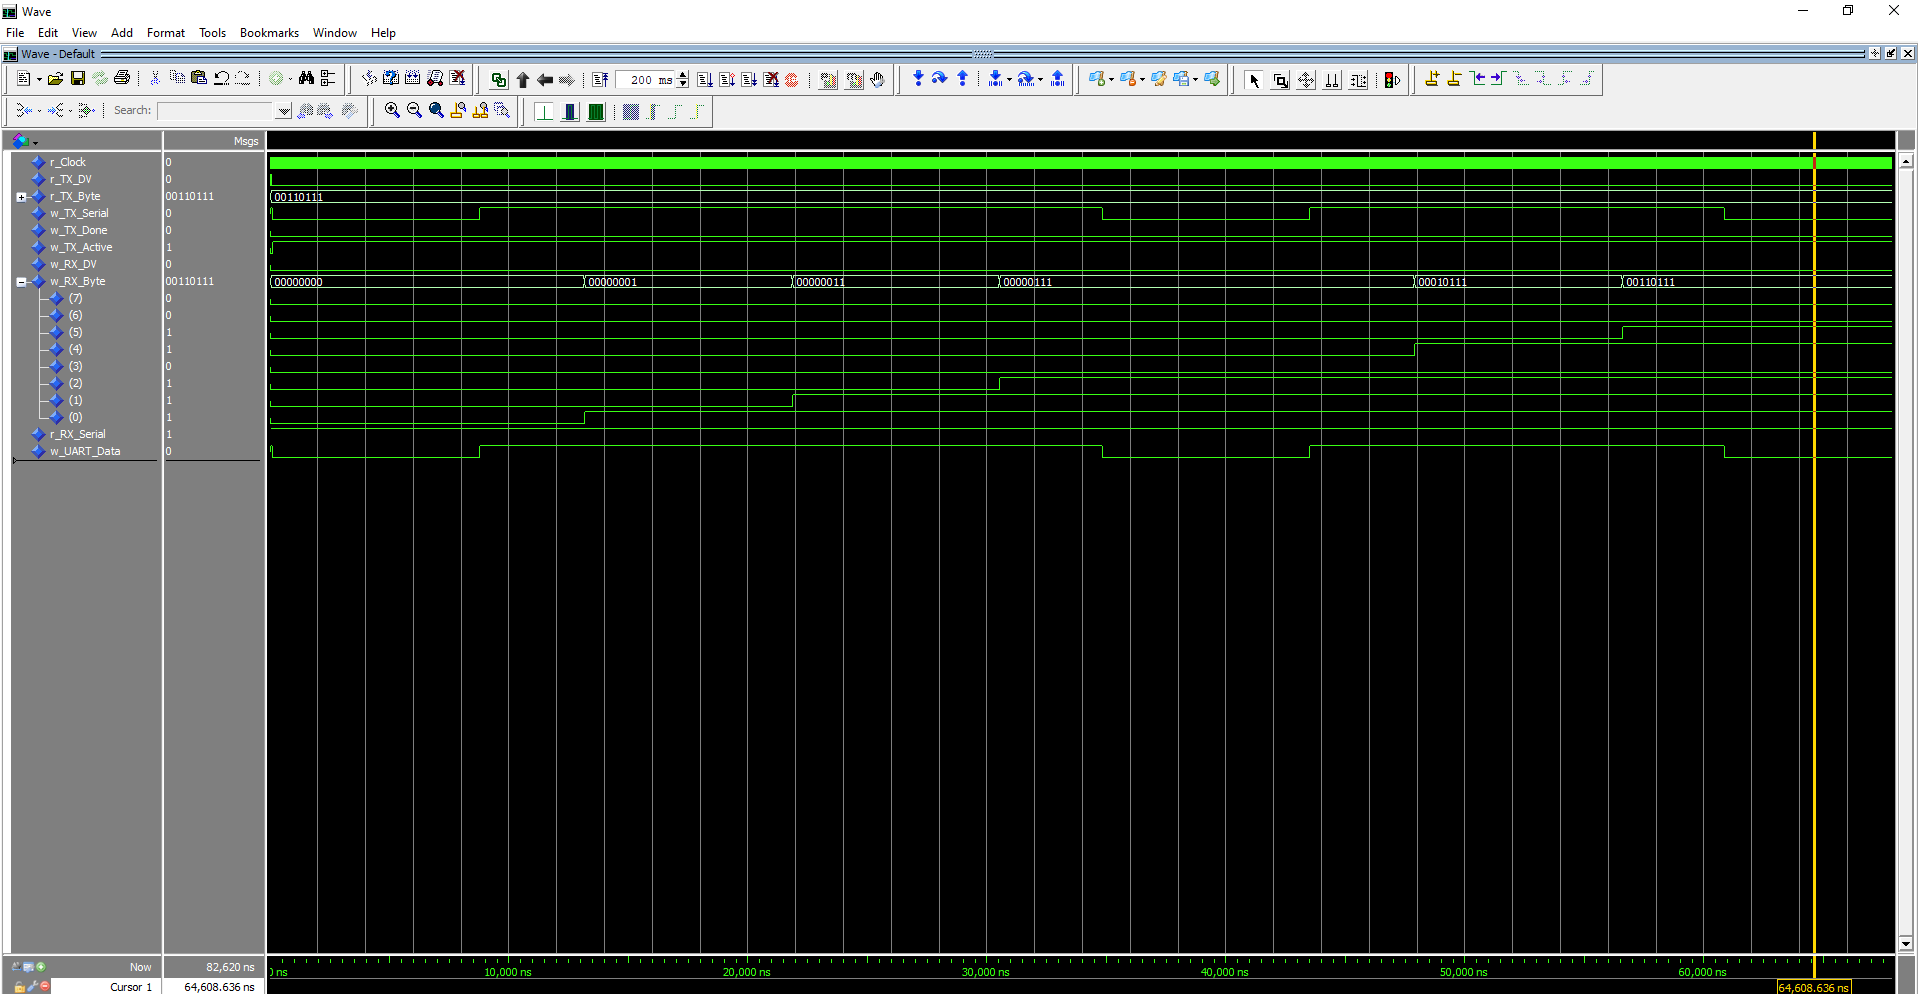 Wave
File Edit View Add Format Tools Bookmarks Window Help
Wave - Default
200 ms
Search:
Msgs
r_Clock 0
r_TX_DV 0
r_TX_Byte 00110111 00110111
w_TX_Serial 0
w_TX_Done 0
w_TX_Active 1
w_RX_DV 0
w_RX_Byte 00110111 00000000 00000001 00000011 00000111 00010111 00110111
(7) 0
(6) 0
(5) 1
(4) 1
(3) 0
(2) 1
(1) 1
(0) 1
r_RX_Serial 1
w_UART_Data 0
Now 82,620 ns 0 ns 10,000 ns 20,000 ns 30,000 ns 40,000 ns 50,000 ns 60,000 ns
Cursor 1 64,608.636 ns 64,608.636 ns